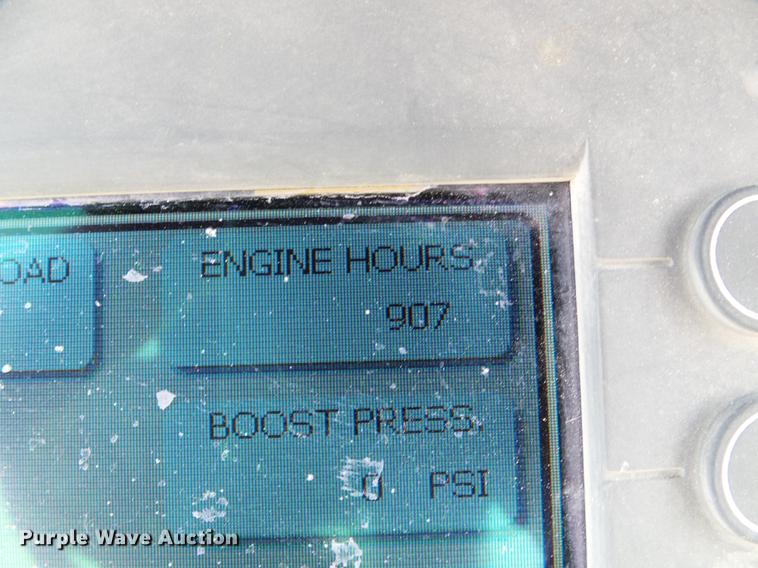 OAD
ENGINE HOURS
907
BOOST PRESS.
0 PSI
Purple Wave Auction